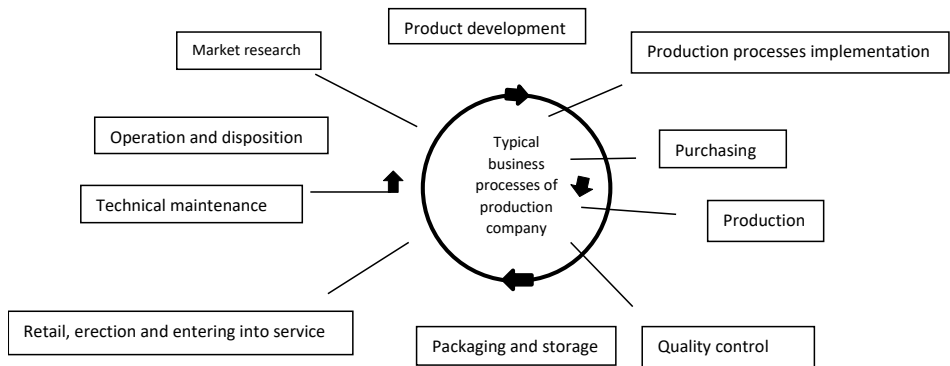 Product development
Market research
Production processes implementation
Operation and disposition
Typical
business
processes of
production
company
Purchasing
Technical maintenance
Production
Retail, erection and entering into service
Packaging and storage
Quality control